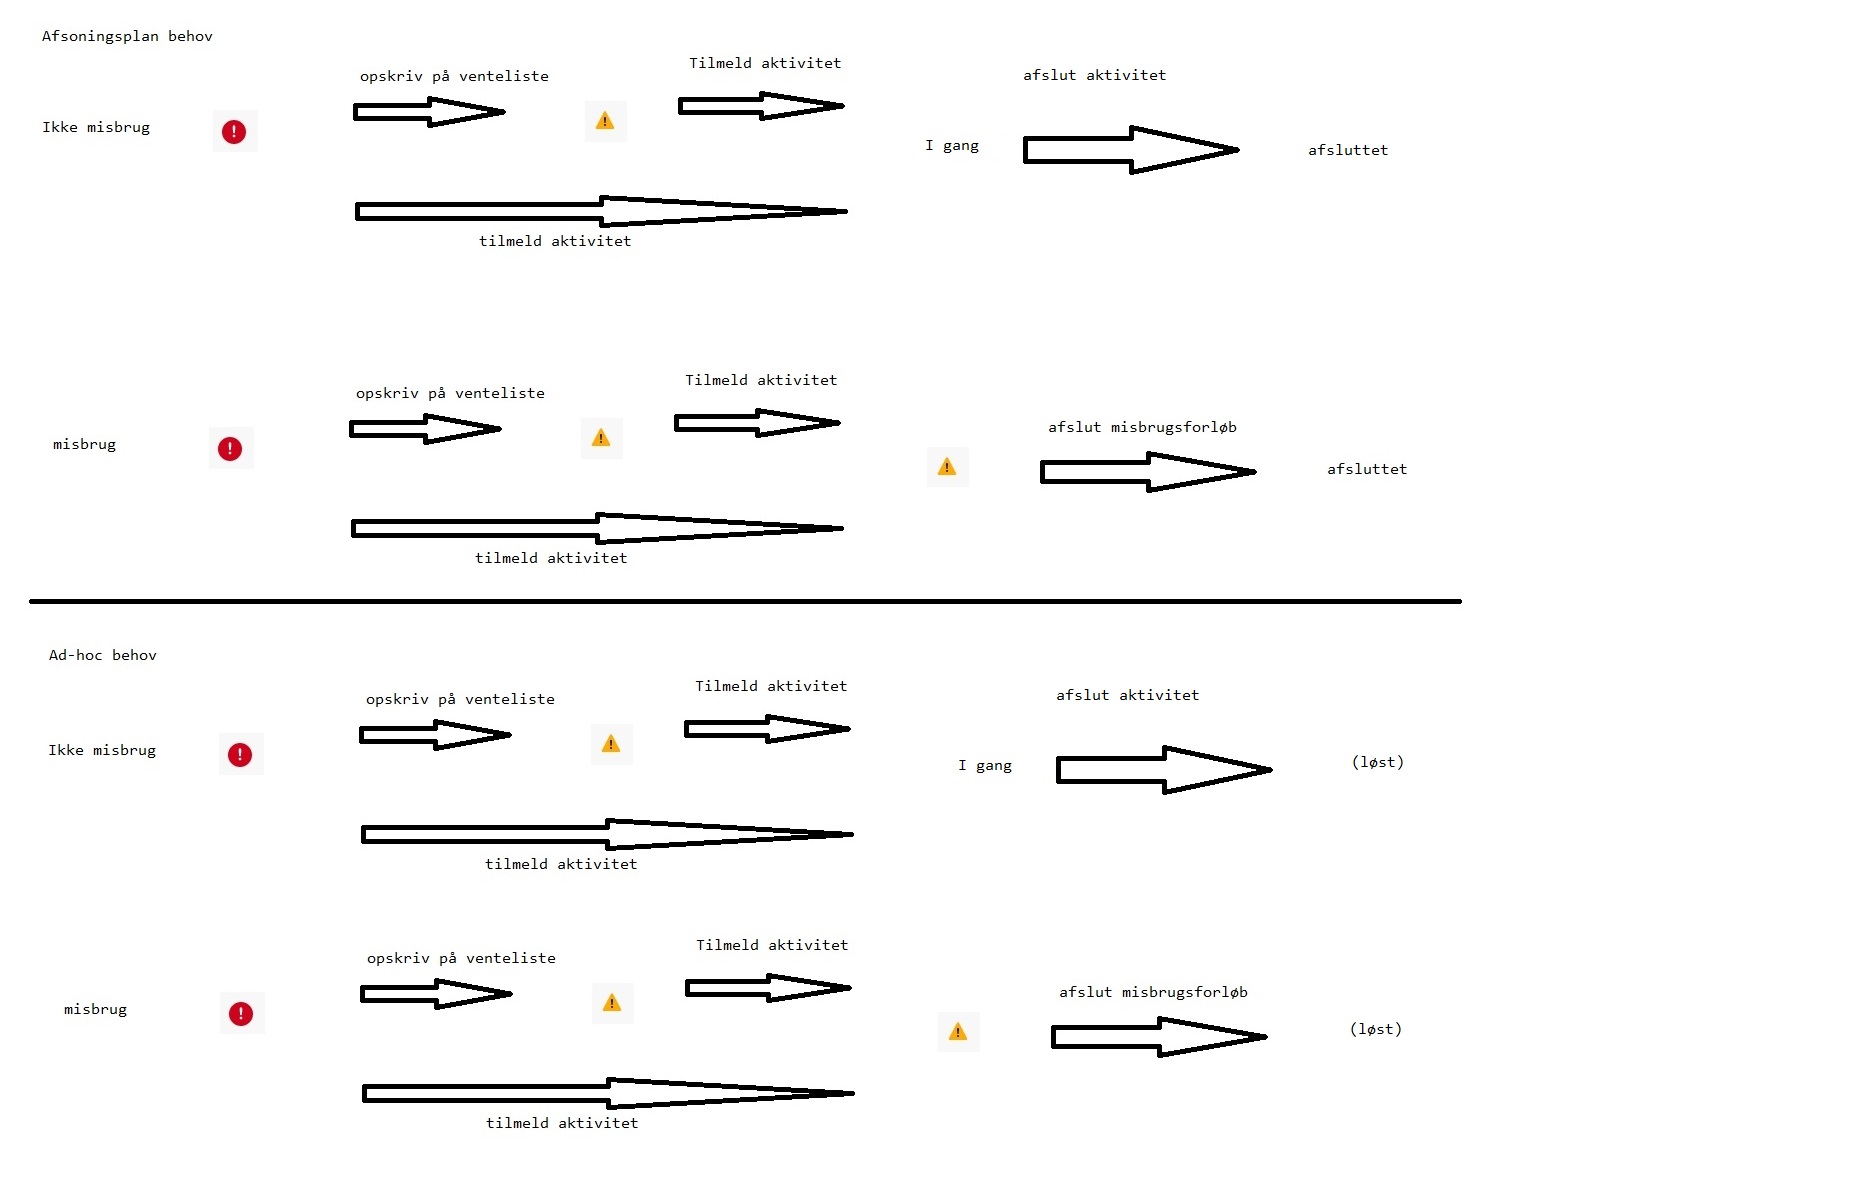 Afsoningsplan behov
opskriv på venteliste
Tilmeld aktivitet
afslut aktivitet
Ikke misbrug
!
!
I gang
afsluttet
tilmeld aktivitet
opskriv på venteliste
Tilmeld aktivitet
misbrug
!
!
afslut misbrugsforløb
!
afsluttet
tilmeld aktivitet
Ad-hoc behov
opskriv på venteliste
Tilmeld aktivitet
afslut aktivitet
Ikke misbrug
!
!
I gang
(løst)
tilmeld aktivitet
opskriv på venteliste
Tilmeld aktivitet
misbrug
!
!
afslut misbrugsforløb
!
(løst)
tilmeld aktivitet